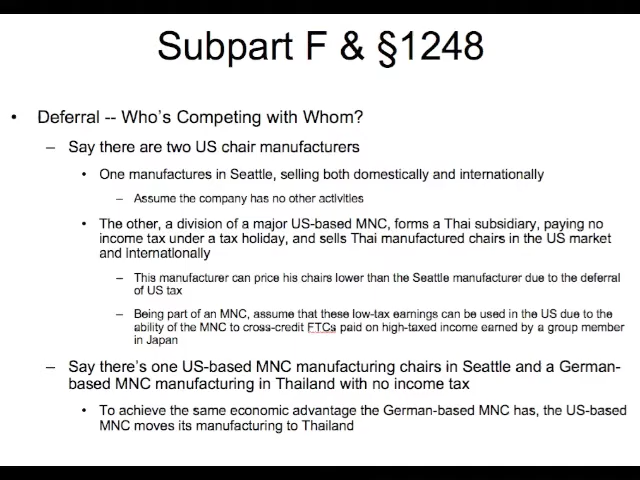 Subpart F & §1248
• Deferral -- Who's Competing with Whom?
– Say there are two US chair manufacturers
• One manufactures in Seattle, selling both domestically and internationally
– Assume the company has no other activities
• The other, a division of a major US-based MNC, forms a Thai subsidiary, paying no
income tax under a tax holiday, and sells Thai manufactured chairs in the US market
and Internationally
– This manufacturer can price his chairs lower than the Seattle manufacturer due to the deferral
of US tax
– Being part of an MNC, assume that these low-tax earnings can be used in the US due to the
ability of the MNC to cross-credit FTCs paid on high-taxed income earned by a group member
in Japan
– Say there's one US-based MNC manufacturing chairs in Seattle and a German-
based MNC manufacturing in Thailand with no income tax
• To achieve the same economic advantage the German-based MNC has, the US-based
MNC moves its manufacturing to Thailand